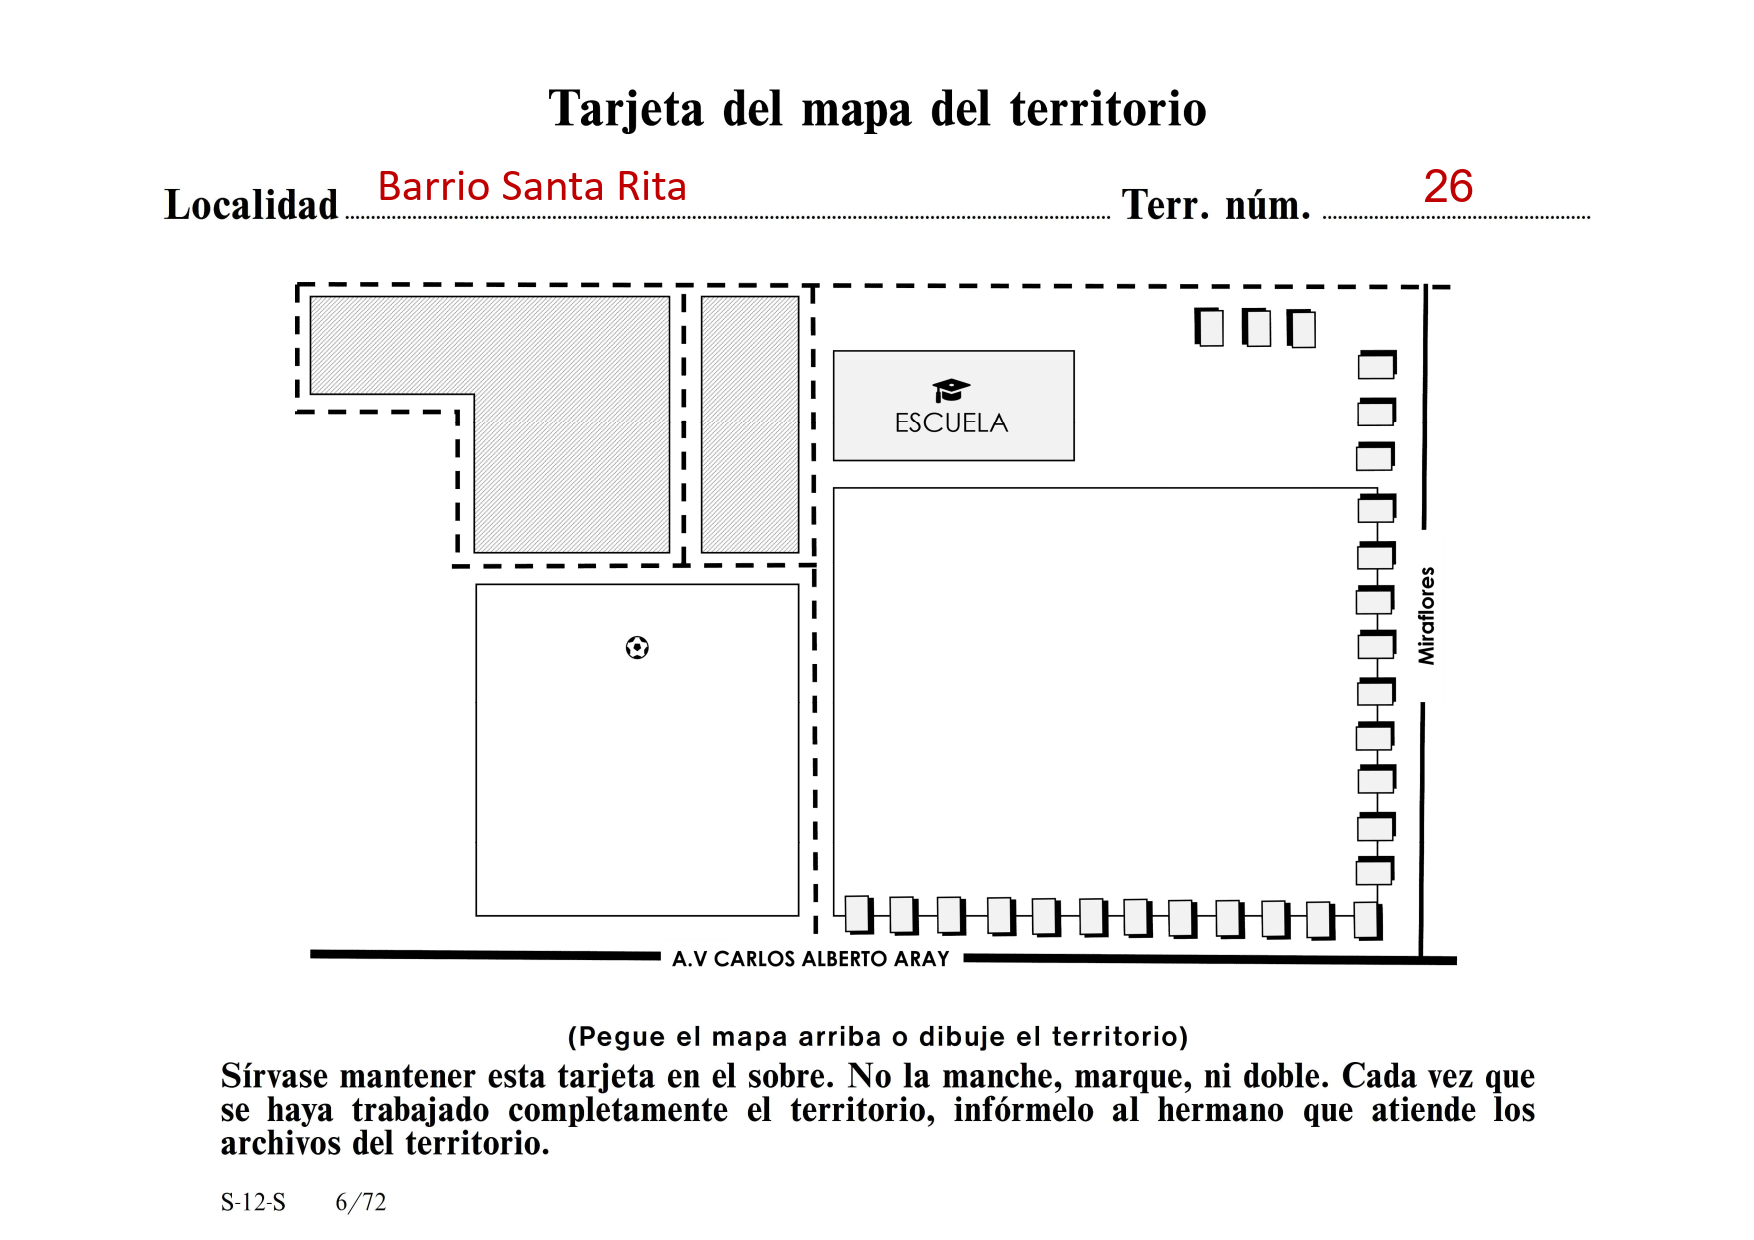 Tarjeta del mapa del territorio
Localidad Barrio Santa Rita Terr. núm. 26
ESCUELA
Miraflores
A.V CARLOS ALBERTO ARAY
(Pegue el mapa arriba o dibuje el territorio)
Sírvase mantener esta tarjeta en el sobre. No la manche, marque, ni doble. Cada vez que
se haya trabajado completamente el territorio, infórmelo al hermano que atiende los
archivos del territorio.
S-12-S 6/72